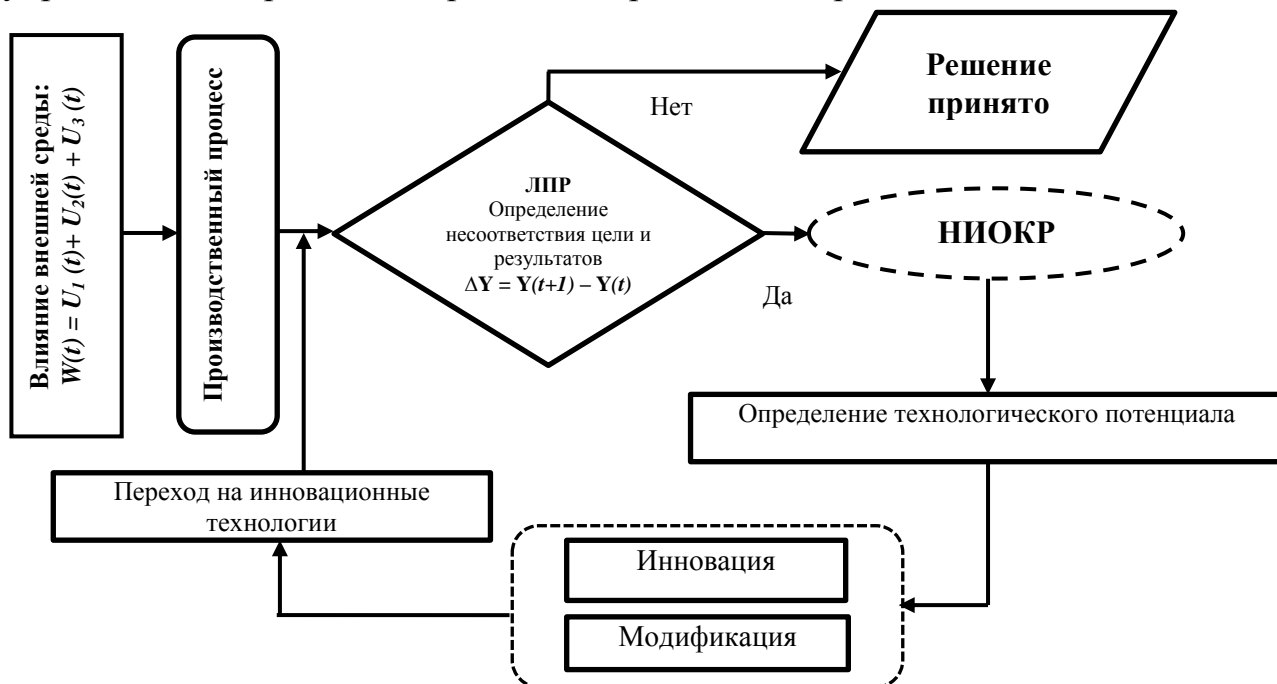 Влияние внешней среды:
W(t) = U1 (t)+ U2(t) + U3 (t)
Производственный процесс
Нет
Решение
принято
ЛПР
Определение
несоответствия цели и
результатов
ΔY = Y(t+1) – Y(t)
НИОКР
Да
Определение технологического потенциала
Переход на инновационные
технологии
Инновация
Модификация